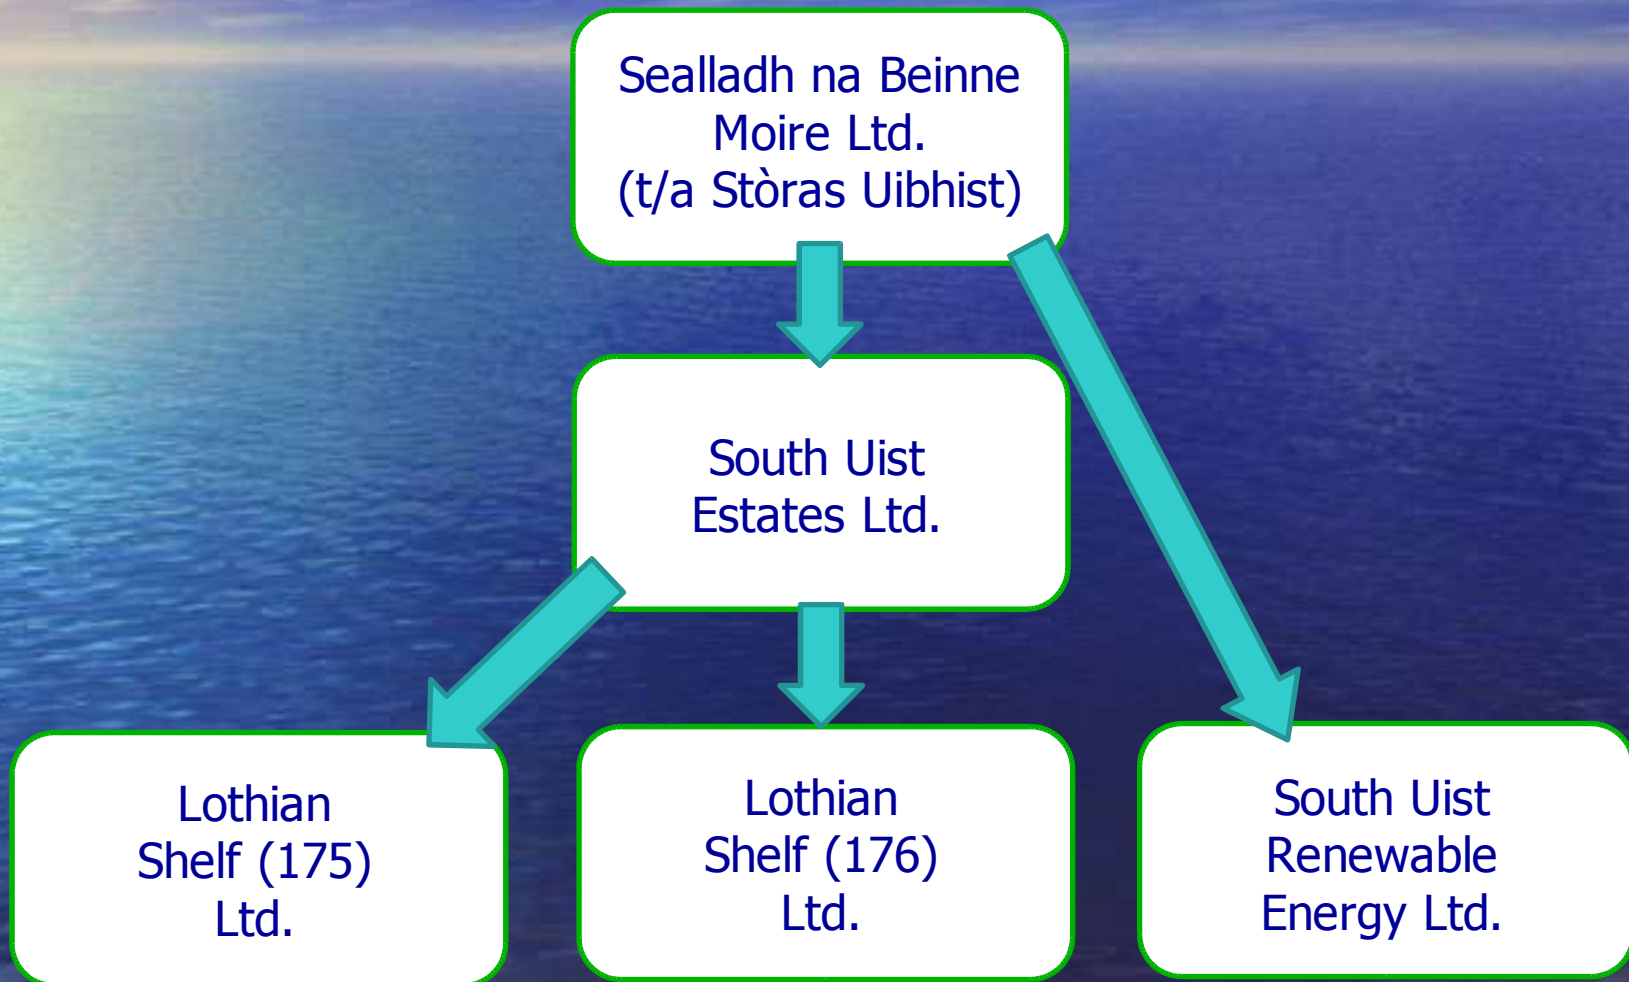 Sealladh na Beinne
Moire Ltd.
(t/a Stòras Uibhist)
South Uist
Estates Ltd.
Lothian
Shelf (175)
Ltd.
Lothian
Shelf (176)
Ltd.
South Uist
Renewable
Energy Ltd.